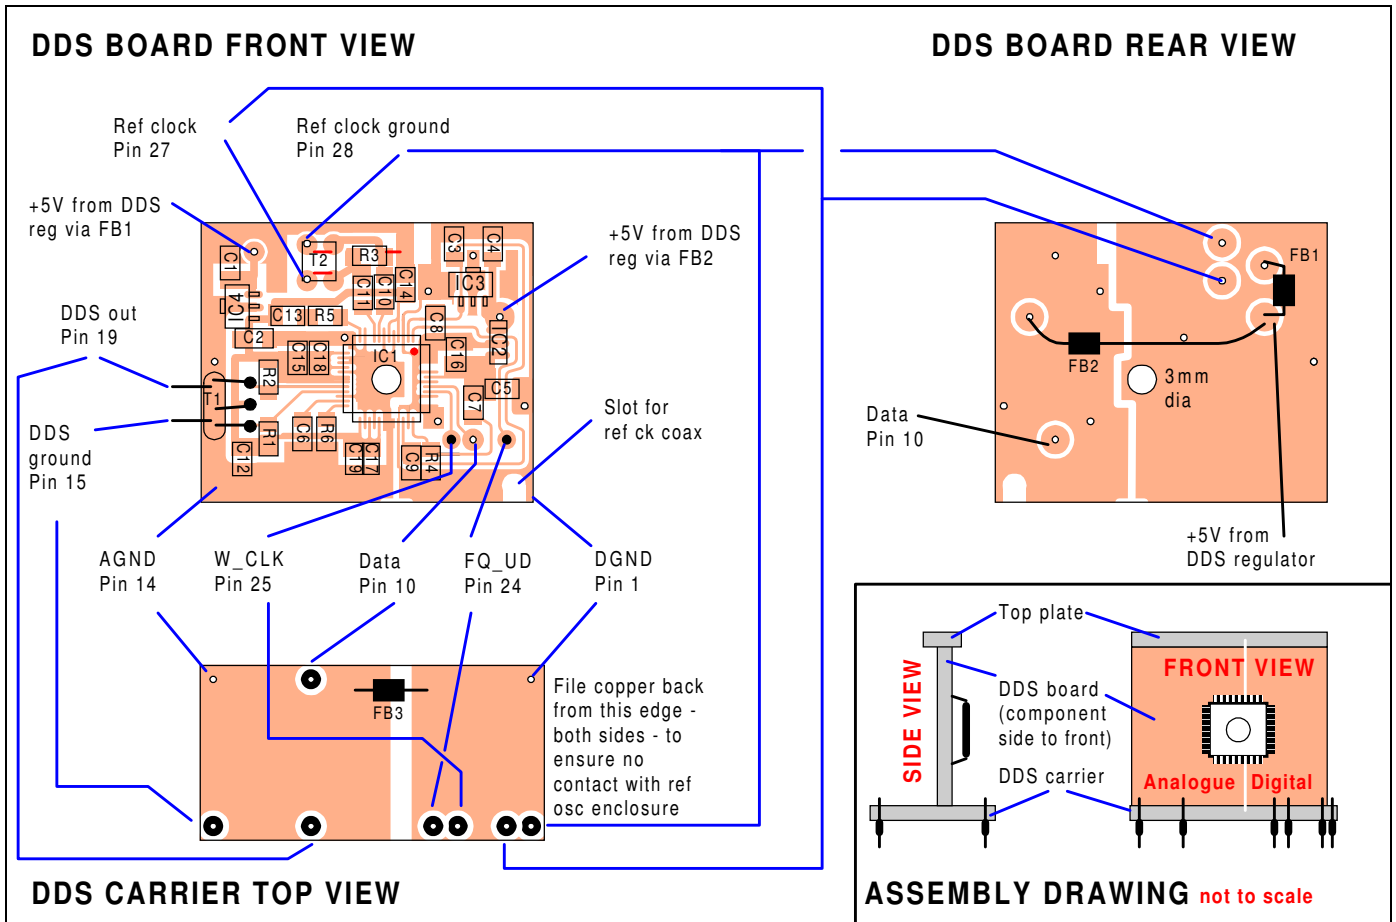 DDS BOARD FRONT VIEW
DDS BOARD REAR VIEW
Ref clock
Pin 27
Ref clock ground
Pin 28
+5V from DDS
reg via FB1
+5V from DDS
reg via FB2
DDS out
Pin 19
DDS
ground
Pin 15
C1
T2
R3
C3
C4
IC4
C11
C10
C14
IC3
C13
R5
C2
C8
IC2
C15
C18
IC1
C16
R2
T1
C5
C7
R1
C6
R6
C12
C19
C17
C9
R4
Slot for
ref ck coax
FB1
FB2
3mm
dia
Data
Pin 10
+5V from
DDS regulator
AGND
Pin 14
W_CLK
Pin 25
Data
Pin 10
FQ_UD
Pin 24
DGND
Pin 1
FB3
File copper back
from this edge -
both sides - to
ensure no
contact with ref
osc enclosure
DDS CARRIER TOP VIEW
Top plate
SIDE VIEW
FRONT VIEW
DDS board
(component
side to front)
DDS carrier
Analogue Digital
ASSEMBLY DRAWING not to scale